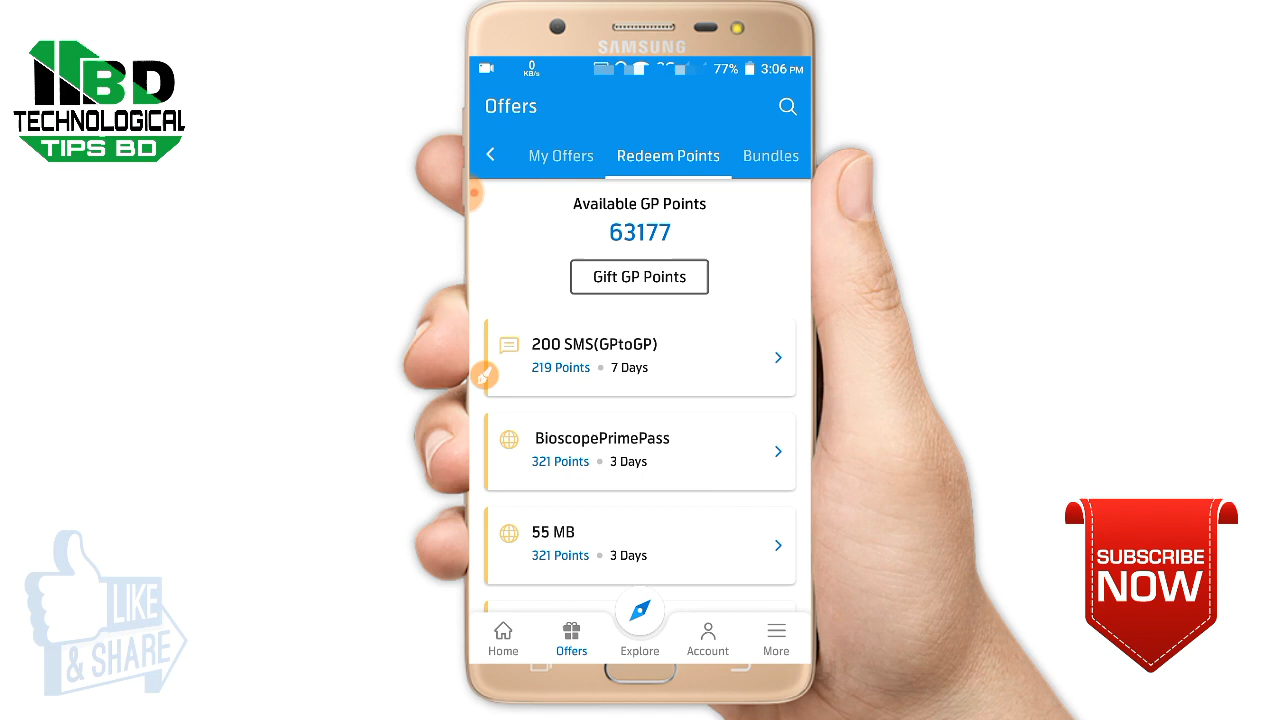 BD
TECHNOLOGICAL
TIPS BD
SAMSUNG
0
KB/s
77%
3:06 PM
Offers
My Offers
Redeem Points
Bundles
Available GP Points
63177
Gift GP Points
200 SMS(GPtoGP)
219 Points
7 Days
BioscopePrimePass
321 Points
3 Days
55 MB
321 Points
3 Days
Home
Offers
Explore
Account
More
LIKE
& SHARE
SUBSCRIBE
NOW